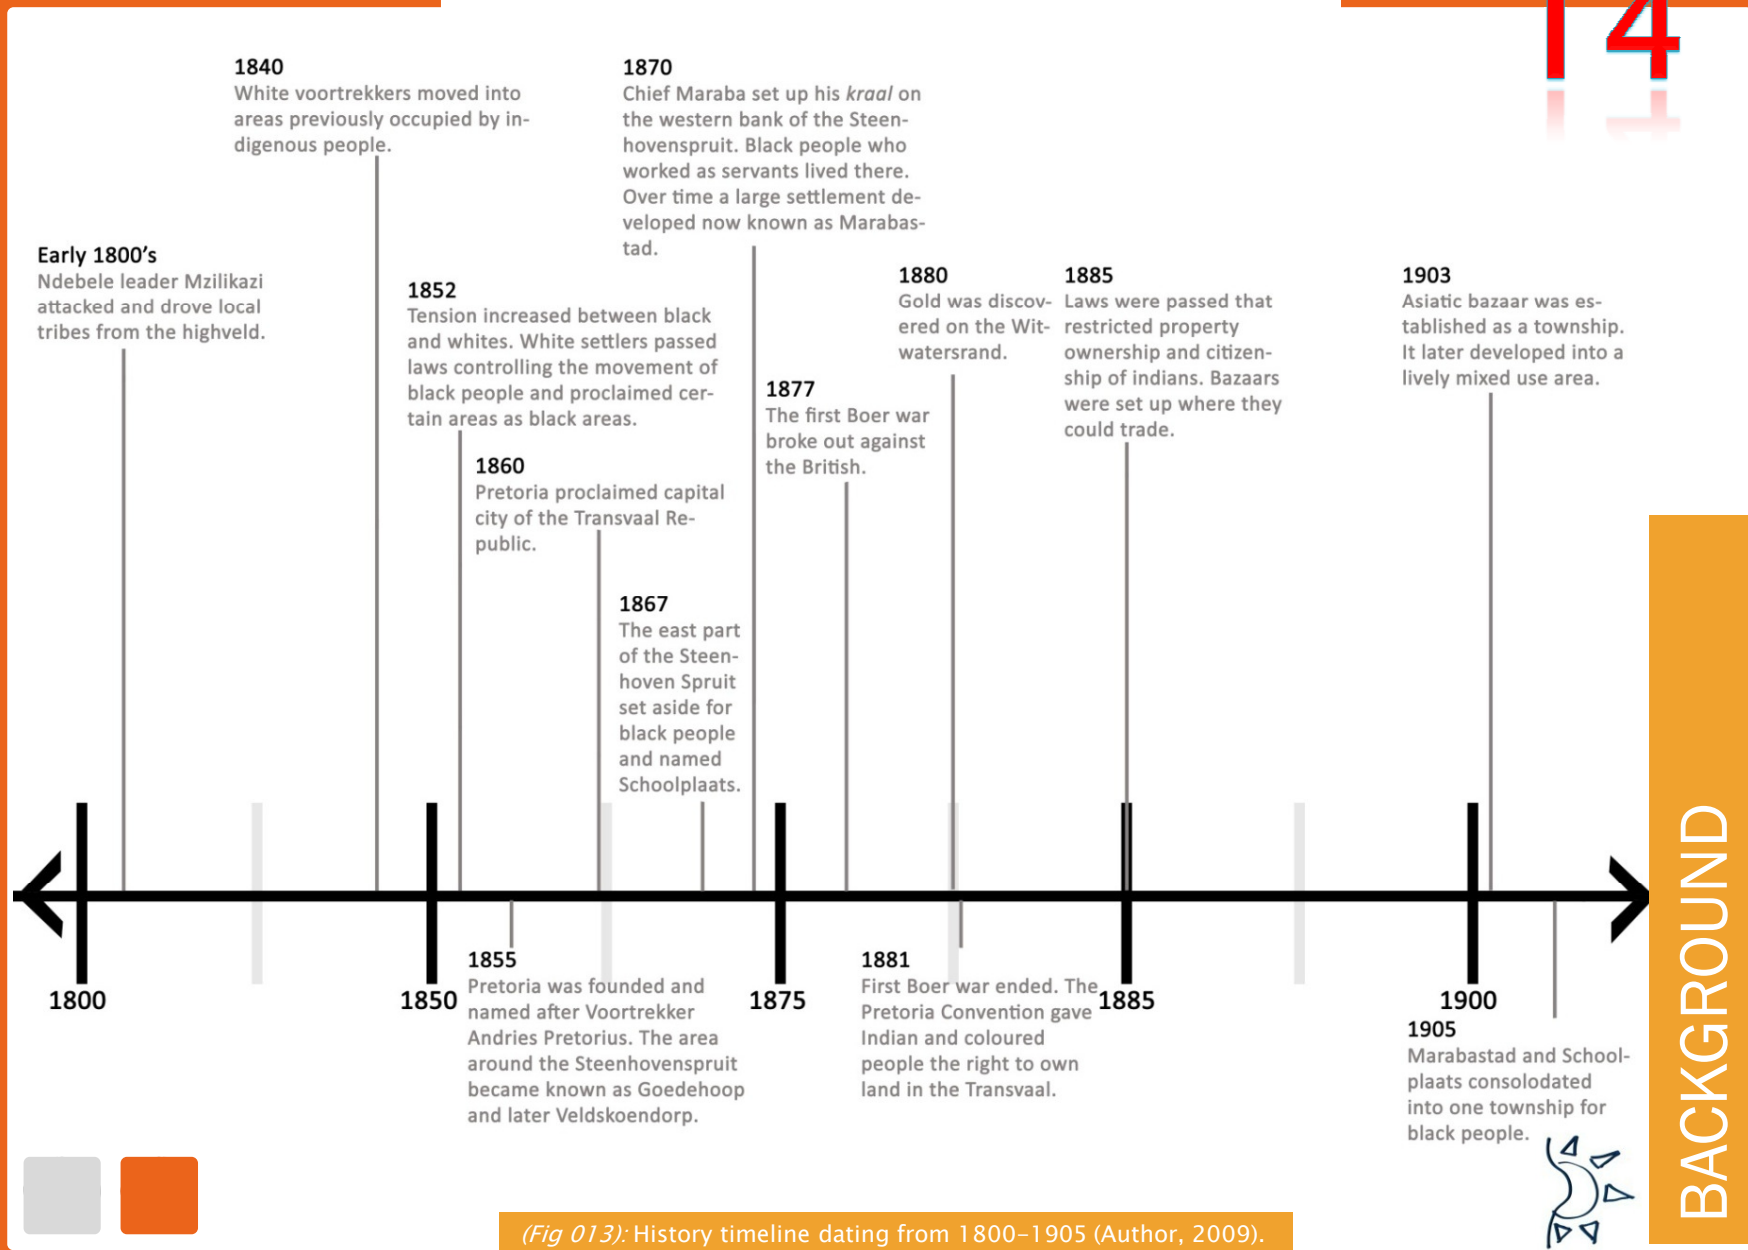 14
1840
White voortrekkers moved into
areas previously occupied by in-
digenous people.
1870
Chief Maraba set up his kraal on
the western bank of the Steen-
hovenspruit. Black people who
worked as servants lived there.
Over time a large settlement de-
veloped now known as Marabas-
tad.
Early 1800's
Ndebele leader Mzilikazi
attacked and drove local
tribes from the highveld.
1852
Tension increased between black
and whites. White settlers passed
laws controlling the movement of
black people and proclaimed cer-
tain areas as black areas.
1880
Gold was discov-
ered on the Wit-
watersrand.
1885
Laws were passed that
restricted property
ownership and citizen-
ship of indians. Bazaars
were set up where they
could trade.
1903
Asiatic bazaar was es-
tablished as a township.
It later developed into a
lively mixed use area.
1877
The first Boer war
broke out against
the British.
1860
Pretoria proclaimed capital
city of the Transvaal Re-
public.
1867
The east part
of the Steen-
hoven Spruit
set aside for
black people
and named
Schoolplaats.
1800
1850
1875
1885
1900
1855
Pretoria was founded and
named after Voortrekker
Andries Pretorius. The area
around the Steenhovenspruit
became known as Goedehoop
and later Veldskoendorp.
1881
First Boer war ended. The
Pretoria Convention gave
Indian and coloured
people the right to own
land in the Transvaal.
1905
Marabastad and School-
plaats consolodated
into one township for
black people.
BACKGROUND
(Fig 013): History timeline dating from 1800-1905 (Author, 2009).